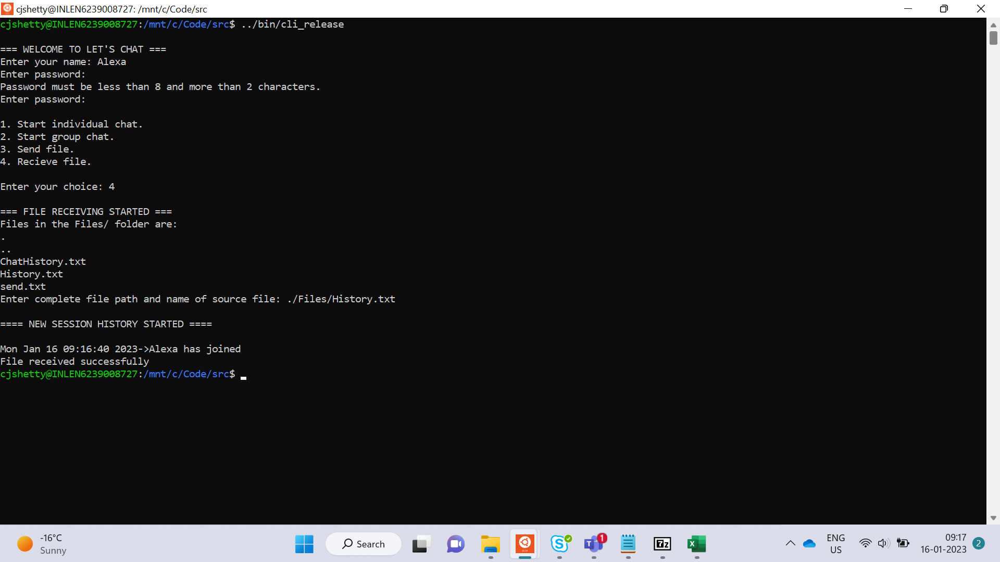 cjshetty@INLEN6239008727: /mnt/c/Code/src
cjshetty@INLEN6239008727:/mnt/c/Code/src$ ../bin/cli_release
=== WELCOME TO LET'S CHAT ===
Enter your name: Alexa
Enter password:
Password must be less than 8 and more than 2 characters.
Enter password:
1. Start individual chat.
2. Start group chat.
3. Send file.
4. Recieve file.
Enter your choice: 4
=== FILE RECEIVING STARTED ===
Files in the Files/ folder are:
.
..
ChatHistory.txt
History.txt
send.txt
Enter complete file path and name of source file: ./Files/History.txt
==== NEW SESSION HISTORY STARTED ====
Mon Jan 16 09:16:40 2023->Alexa has joined
File received successfully
cjshetty@INLEN6239008727:/mnt/c/Code/src$
-16°C
Sunny
Search
S
T
1
7z
X
ENG
US
09:17
16-01-2023
2